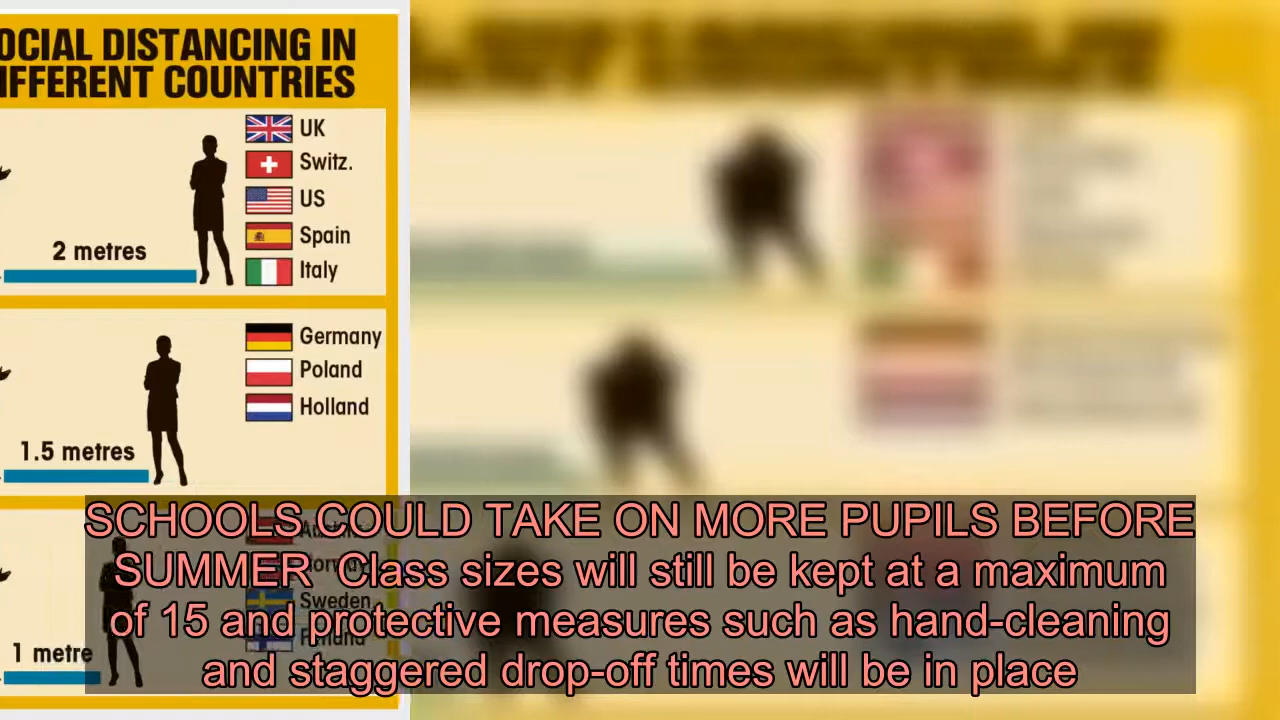 OCIAL DISTANCING IN
IFFERENT COUNTRIES
UK
Switz.
US
Spain
Italy
2 metres
Germany
Poland
Holland
1.5 metres
Sweden
Finland
1 metre
SCHOOLS COULD TAKE ON MORE PUPILS BEFORE
SUMMER Class sizes will still be kept at a maximum
of 15 and protective measures such as hand-cleaning
and staggered drop-off times will be in place